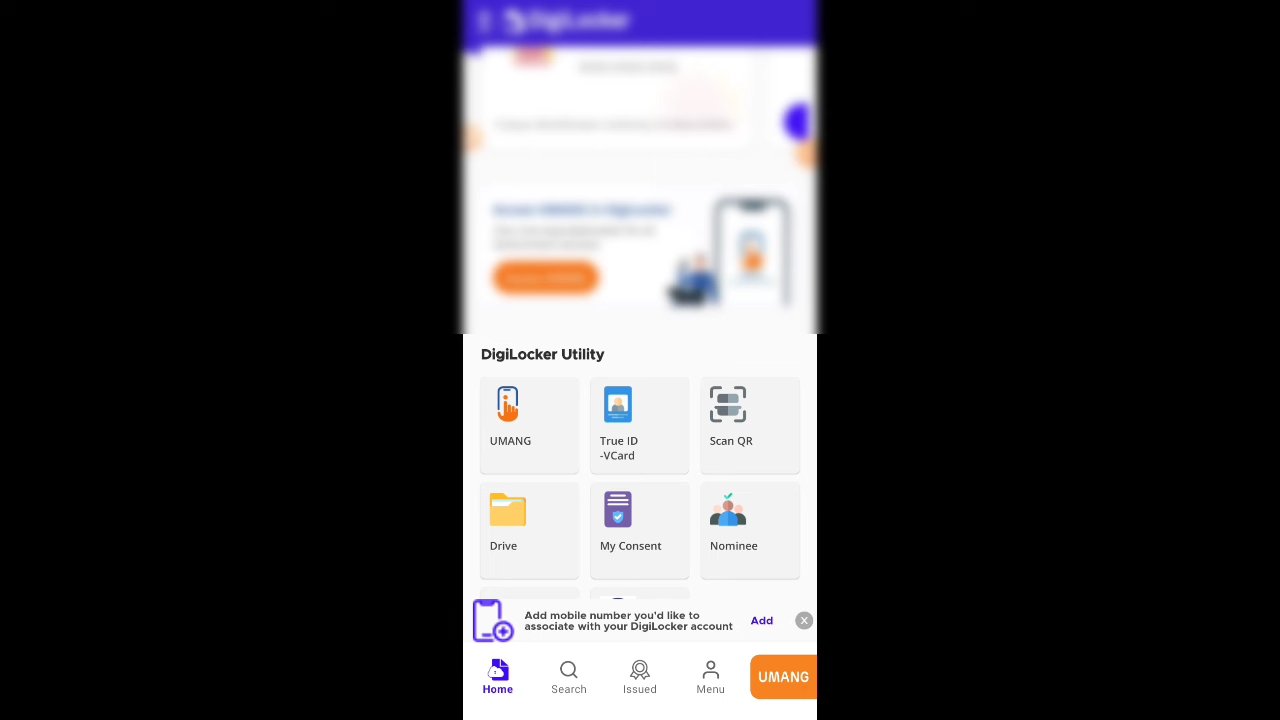 DigiLocker
DigiLocker Utility
UMANG
True ID
-VCard
Scan QR
Drive
My Consent
Nominee
Add mobile number you'd like to
associate with your DigiLocker account
Add
Home
Search
Issued
Menu
UMANG